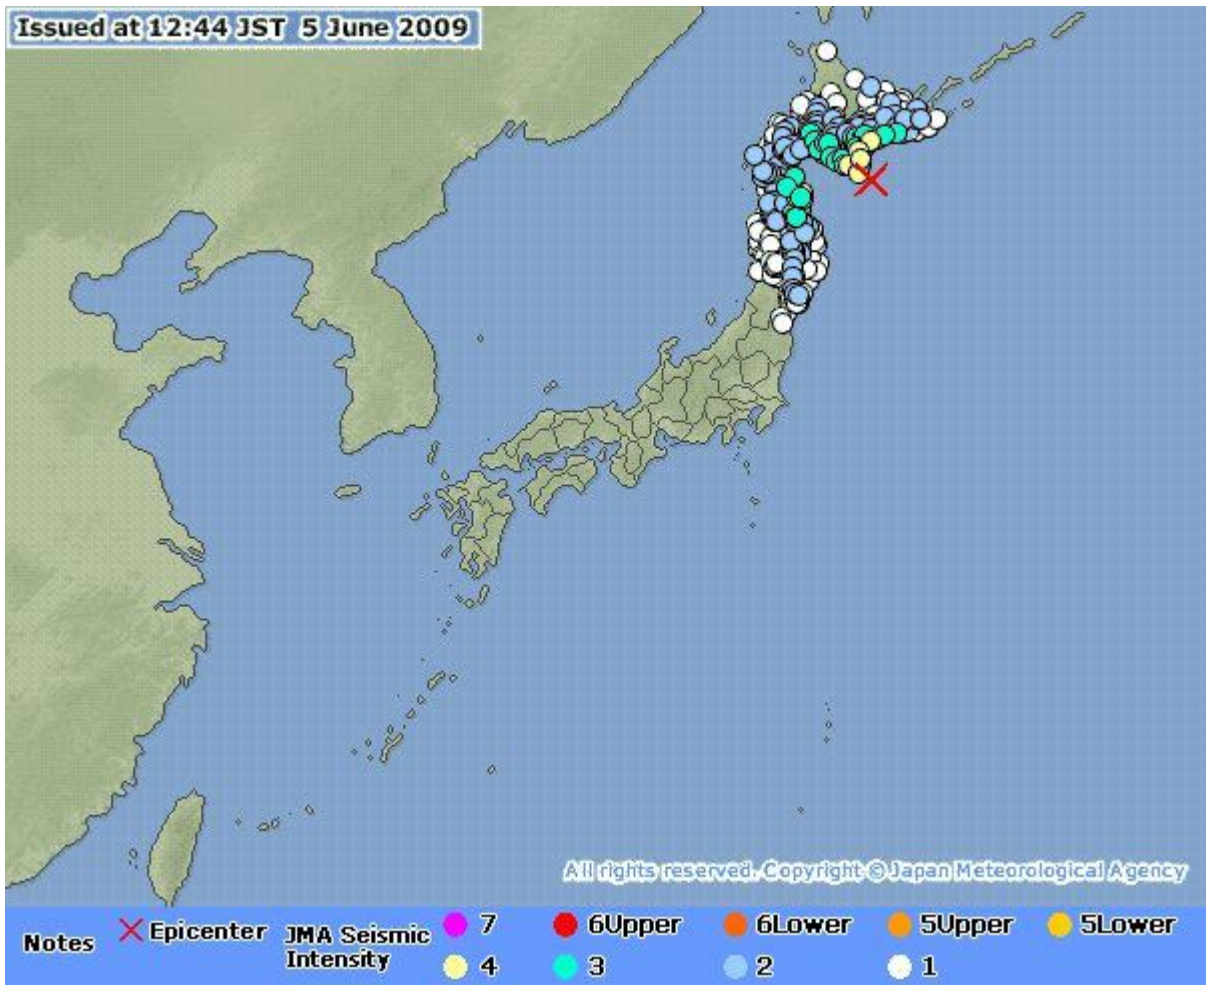 Issued at 12:44 JST 5 June 2009
All rights reserved. Copyright © Japan Meteorological Agency
Notes
Epicenter
JMA Seismic
Intensity
7
6Upper
6Lower
5Upper
5Lower
4
3
2
1